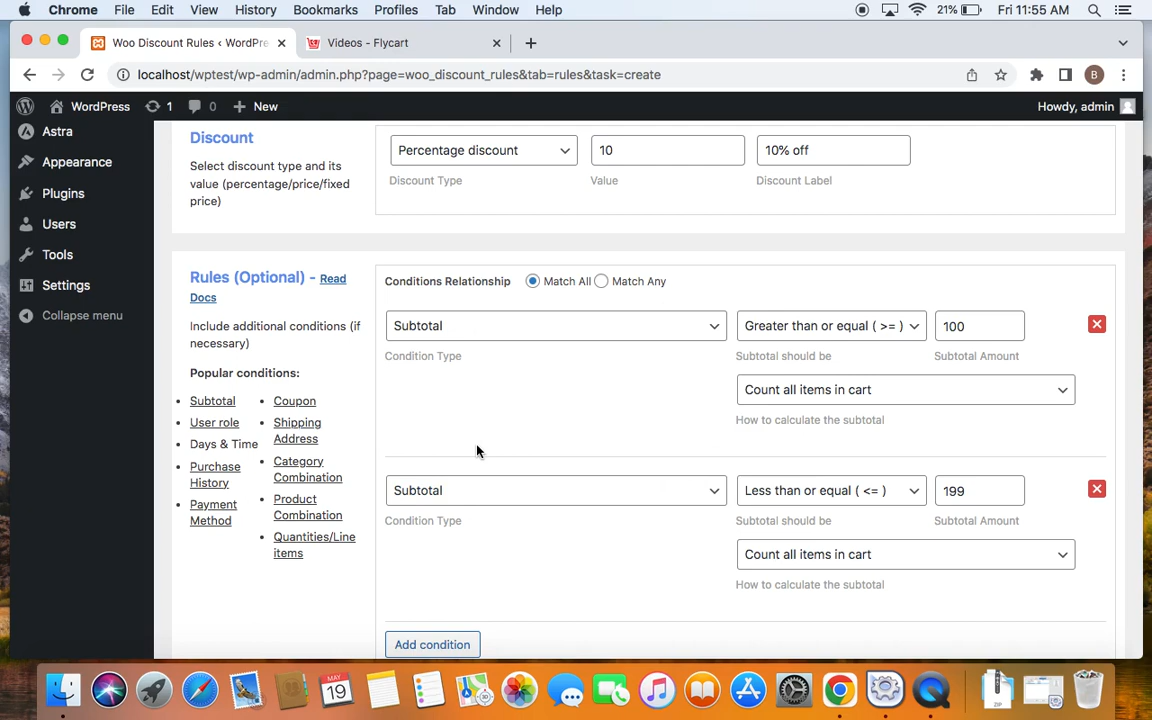 Chrome File Edit View History Bookmarks Profiles Tab Window Help 21% Fri 11:55 AM
Woo Discount Rules ‹ WordPre Videos - Flycart
localhost/wptest/wp-admin/admin.php?page=woo_discount_rules&tab=rules&task=create B
WordPress 1 0 New Howdy, admin
Astra
Appearance
Plugins
Users
Tools
Settings
Collapse menu
Discount
Select discount type and its
value (percentage/price/fixed
price)
Percentage discount 10 10% off
Discount Type Value Discount Label
Rules (Optional) - Read
Docs
Include additional conditions (if
necessary)
Popular conditions:
Subtotal
User role
Days & Time
Purchase
History
Payment
Method
Coupon
Shipping
Address
Category
Combination
Product
Combination
Quantities/Line
items
Conditions Relationship Match All Match Any
Subtotal Greater than or equal ( >= ) 100
Condition Type Subtotal should be Subtotal Amount
Count all items in cart
How to calculate the subtotal
Subtotal Less than or equal ( <= ) 199
Condition Type Subtotal should be Subtotal Amount
Count all items in cart
How to calculate the subtotal
Add condition
MAY
19
ZIP